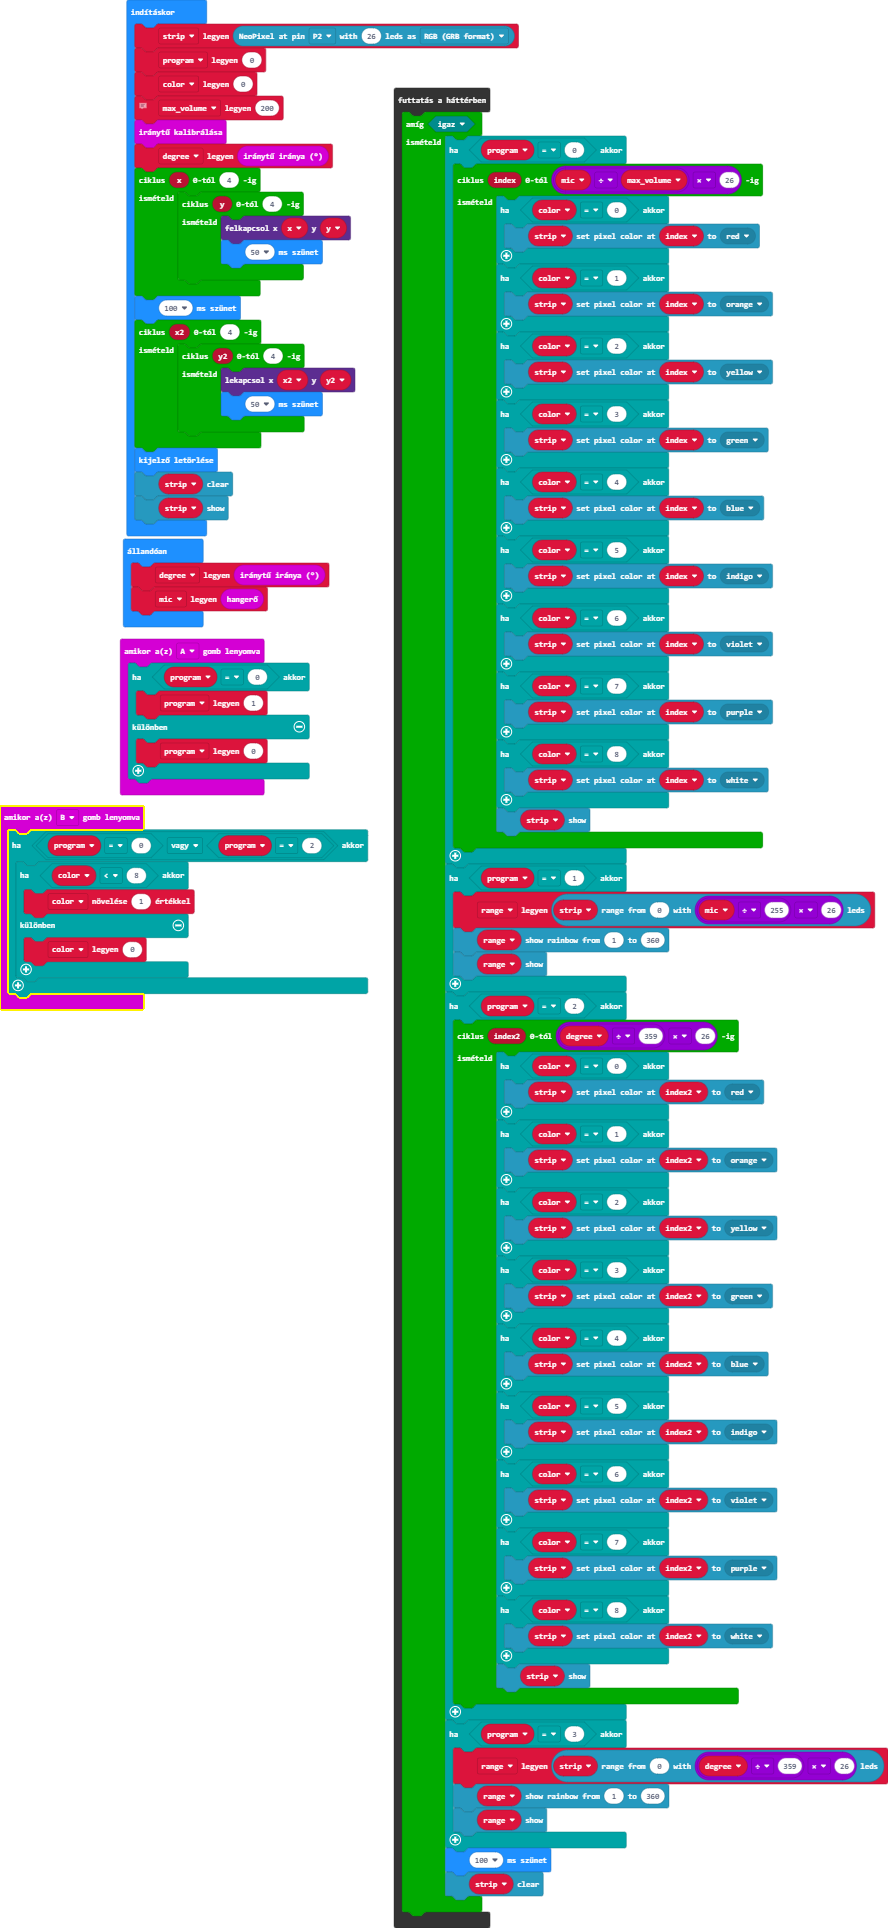 indításkor
strip legyen NeoPixel at pin P2 with 26 leds as RGB (GRB format)
program legyen 0
color legyen 0
max_volume legyen 200
iránytű kalibrálása
degree legyen iránytű iránya (°)
ciklus x 0-tól 4 -ig
ismételd
ciklus y 0-tól 4 -ig
ismételd
felkapcsol x x y y
50 ms szünet
100 ms szünet
ciklus x2 0-tól 4 -ig
ismételd
ciklus y2 0-tól 4 -ig
ismételd
lekapcsol x x2 y y2
50 ms szünet
kijelző letörlése
strip clear
strip show
állandóan
degree legyen iránytű iránya (°)
mic legyen hangerő
amikor a(z) A gomb lenyomva
ha program = 0 akkor
program legyen 1
különben
program legyen 0
amikor a(z) B gomb lenyomva
ha program = 0 vagy program = 2 akkor
ha color < 8 akkor
color növelése 1 értékkel
különben
color legyen 0
futtatás a háttérben
amíg igaz
ismételd
ha program = 0 akkor
ciklus index 0-tól mic ÷ max_volume × 26 -ig
ismételd
ha color = 0 akkor
strip set pixel color at index to red
ha color = 1 akkor
strip set pixel color at index to orange
ha color = 2 akkor
strip set pixel color at index to yellow
ha color = 3 akkor
strip set pixel color at index to green
ha color = 4 akkor
strip set pixel color at index to blue
ha color = 5 akkor
strip set pixel color at index to indigo
ha color = 6 akkor
strip set pixel color at index to violet
ha color = 7 akkor
strip set pixel color at index to purple
ha color = 8 akkor
strip set pixel color at index to white
strip show
ha program = 1 akkor
range legyen strip range from 0 with mic ÷ 255 × 26 leds
range show rainbow from 1 to 360
range show
ha program = 2 akkor
ciklus index2 0-tól degree ÷ 359 × 26 -ig
ismételd
ha color = 0 akkor
strip set pixel color at index2 to red
ha color = 1 akkor
strip set pixel color at index2 to orange
ha color = 2 akkor
strip set pixel color at index2 to yellow
ha color = 3 akkor
strip set pixel color at index2 to green
ha color = 4 akkor
strip set pixel color at index2 to blue
ha color = 5 akkor
strip set pixel color at index2 to indigo
ha color = 6 akkor
strip set pixel color at index2 to violet
ha color = 7 akkor
strip set pixel color at index2 to purple
ha color = 8 akkor
strip set pixel color at index2 to white
strip show
ha program = 3 akkor
range legyen strip range from 0 with degree ÷ 359 × 26 leds
range show rainbow from 1 to 360
range show
100 ms szünet
strip clear